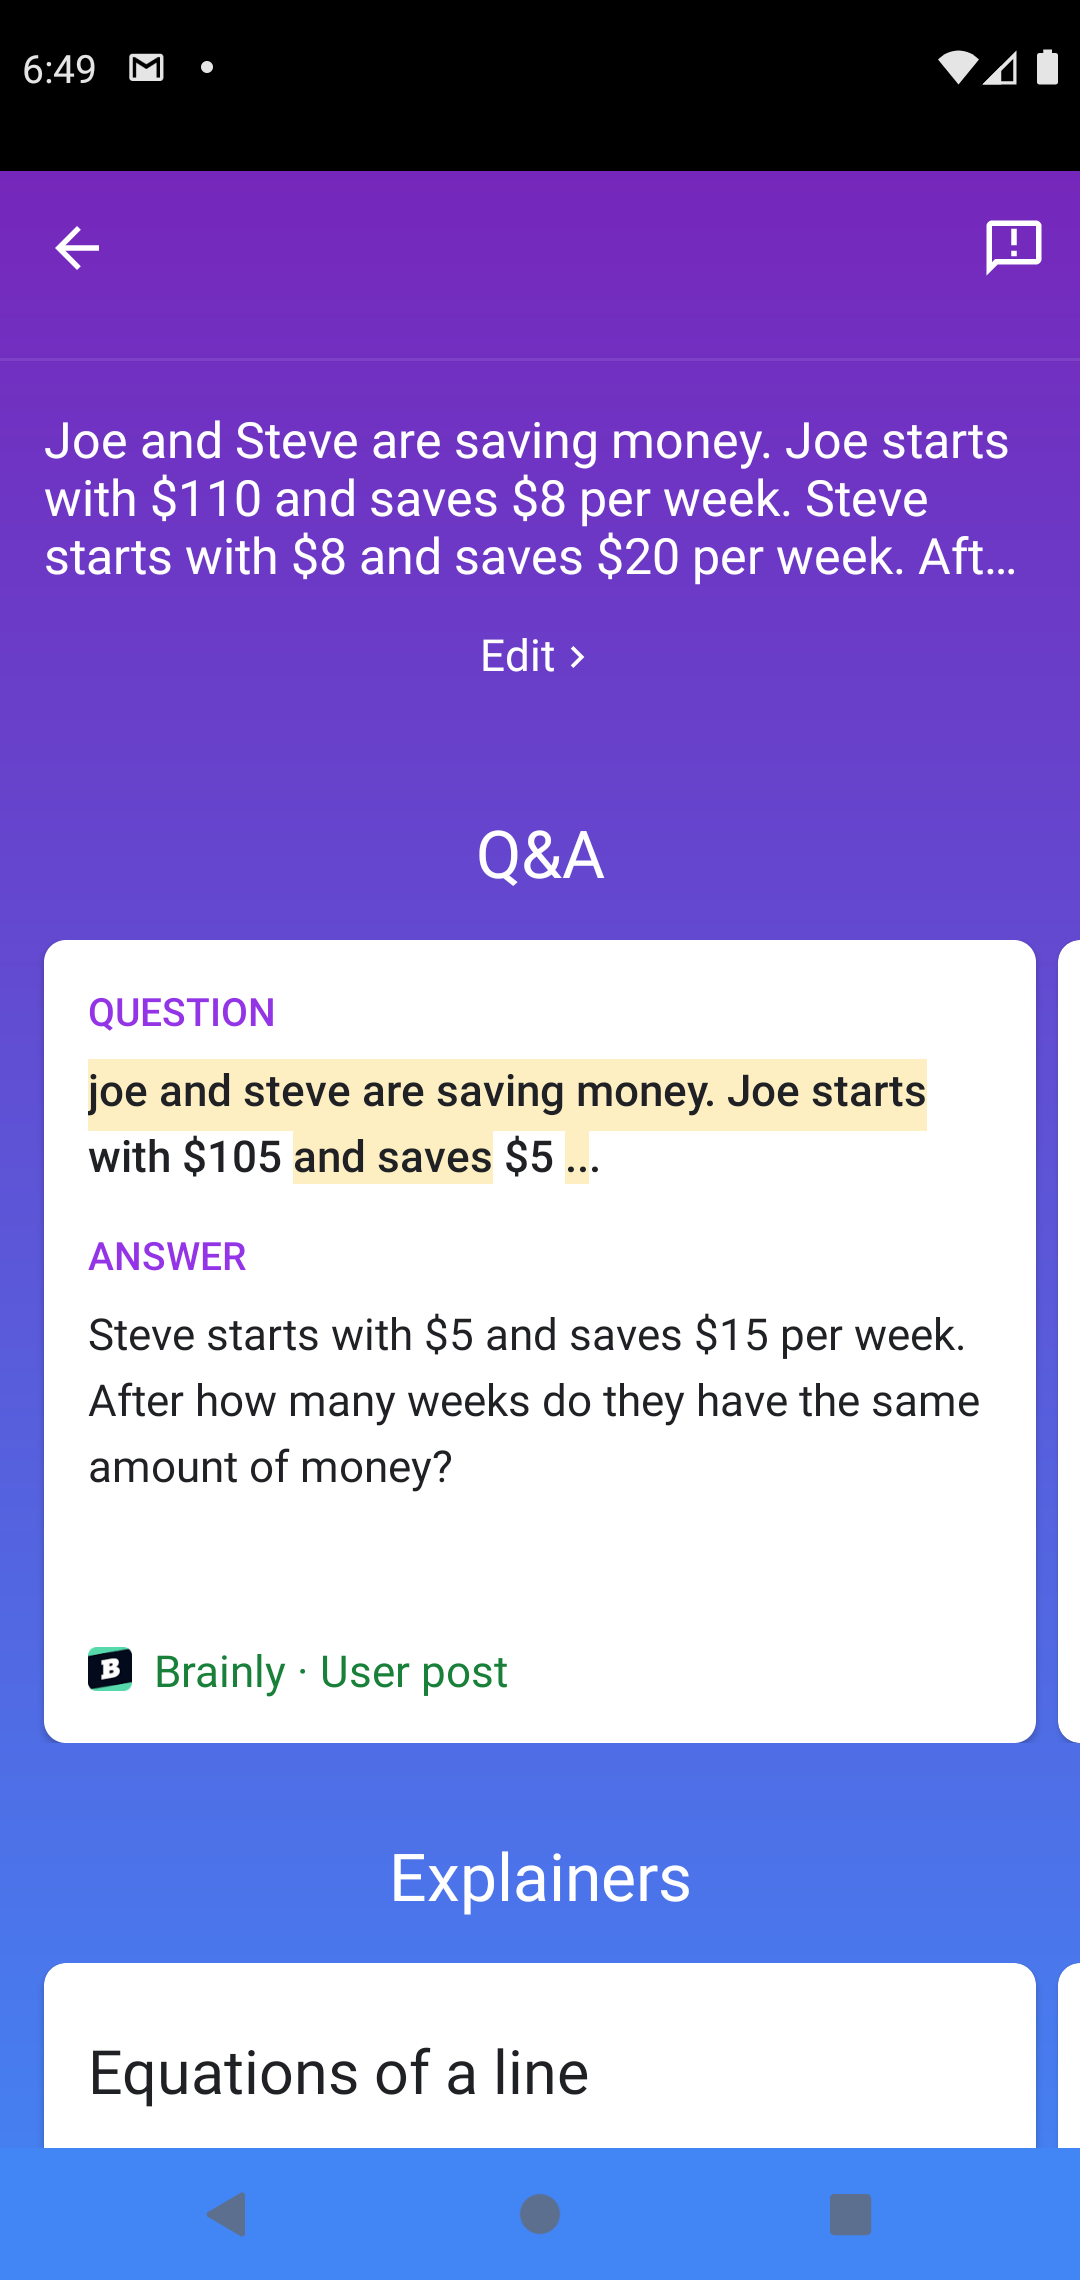 6:49
Joe and Steve are saving money. Joe starts
with $110 and saves $8 per week. Steve
starts with $8 and saves $20 per week. Aft...
Edit
Q&A
QUESTION
joe and steve are saving money. Joe starts
with $105 and saves $5 ....
ANSWER
Steve starts with $5 and saves $15 per week.
After how many weeks do they have the same
amount of money?
B
Brainly · User post
Explainers
Equations of a line